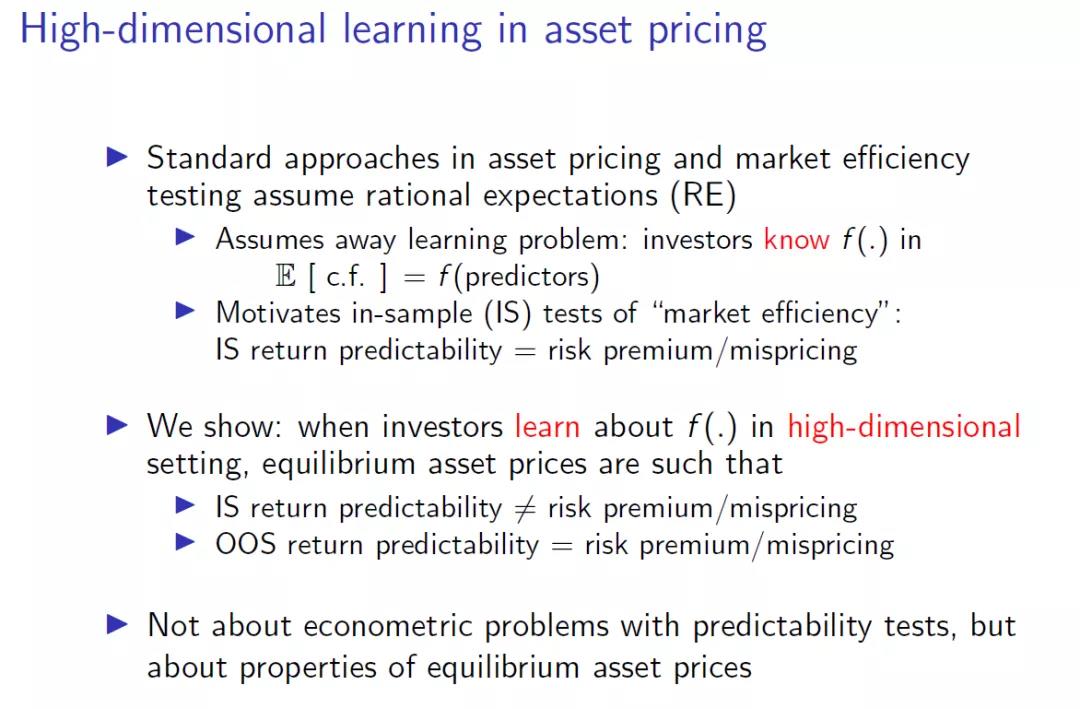 High-dimensional learning in asset pricing
▶ Standard approaches in asset pricing and market efficiency
testing assume rational expectations (RE)
▶ Assumes away learning problem: investors know f(.) in
𝔼 [ c.f. ] = f(predictors)
▶ Motivates in-sample (IS) tests of “market efficiency”:
IS return predictability = risk premium/mispricing
▶ We show: when investors learn about f(.) in high-dimensional
setting, equilibrium asset prices are such that
▶ IS return predictability ≠ risk premium/mispricing
▶ OOS return predictability = risk premium/mispricing
▶ Not about econometric problems with predictability tests, but
about properties of equilibrium asset prices